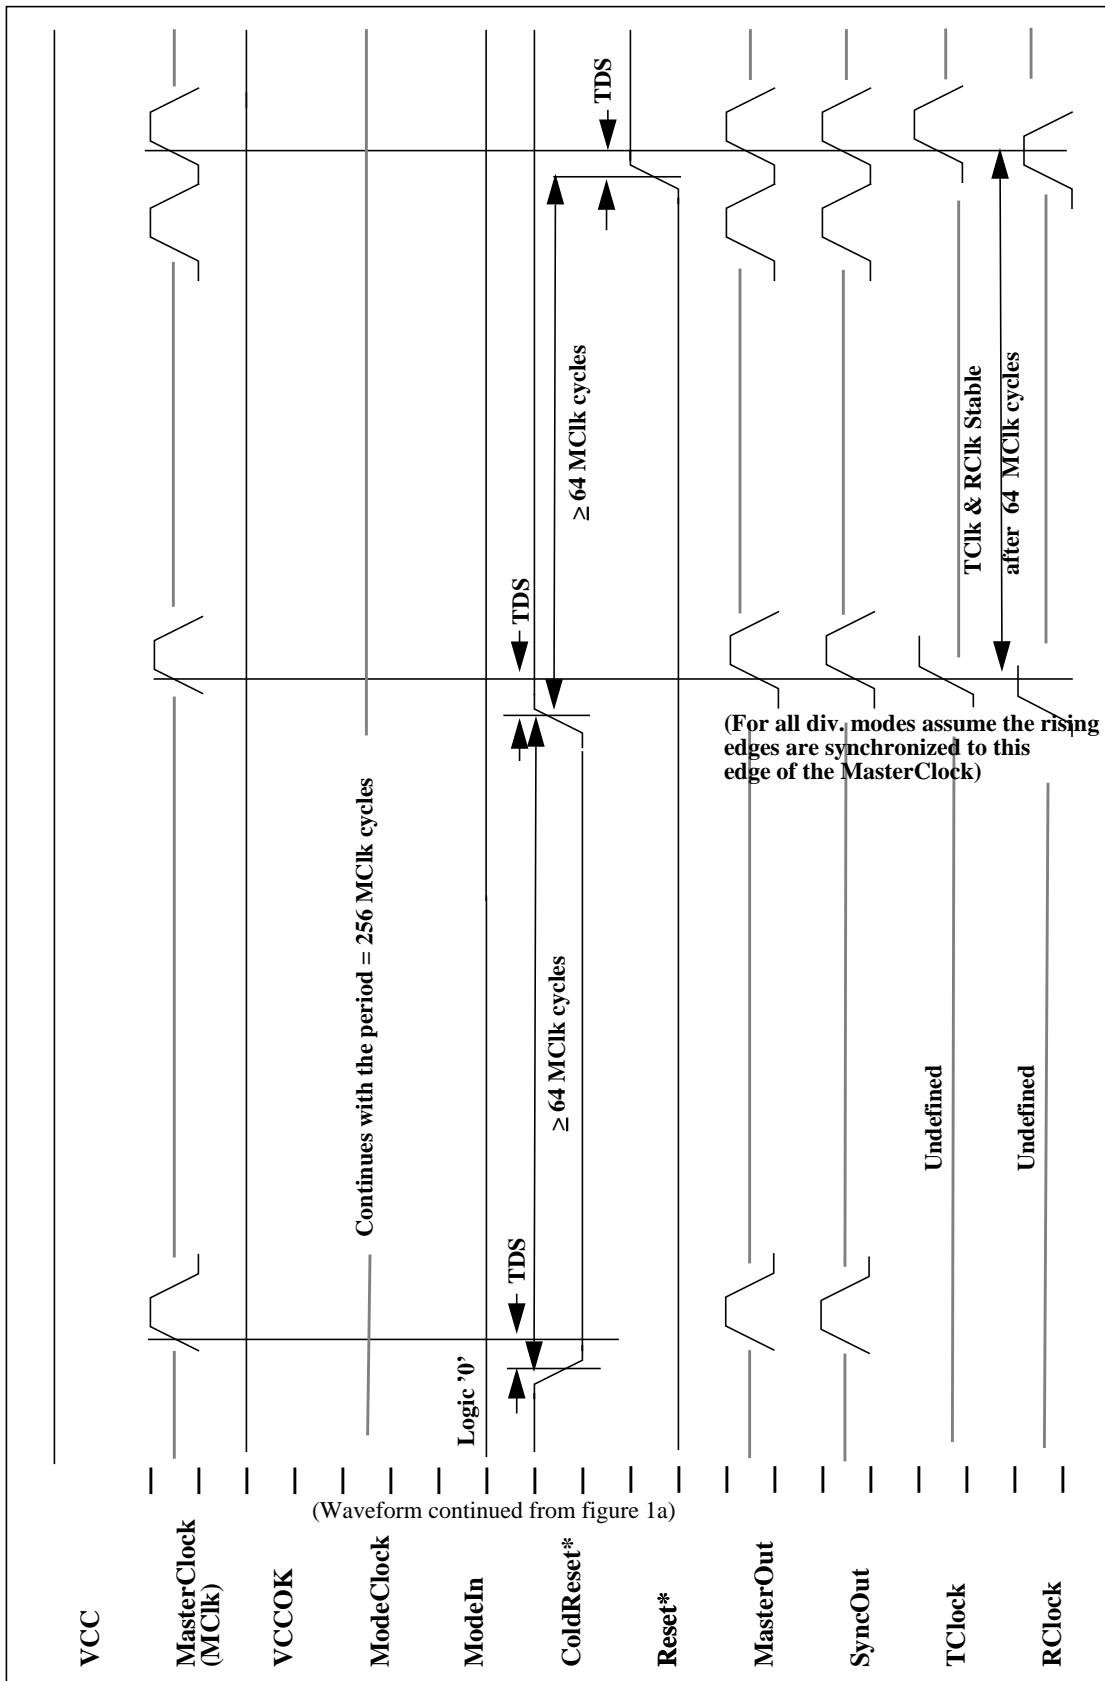 VCC
MasterClock
(MClk)
VCCOK
ModeClock
ModeIn
ColdReset*
Reset*
MasterOut
SyncOut
TClock
RClock
(Waveform continued from figure 1a)
Continues with the period = 256 MClk cycles
Logic ’0’
TDS
≥ 64 MClk cycles
TDS
≥ 64 MClk cycles
TDS
(For all div. modes assume the rising
edges are synchronized to this
edge of the MasterClock)
Undefined
Undefined
TClk & RClk Stable
after 64 MClk cycles